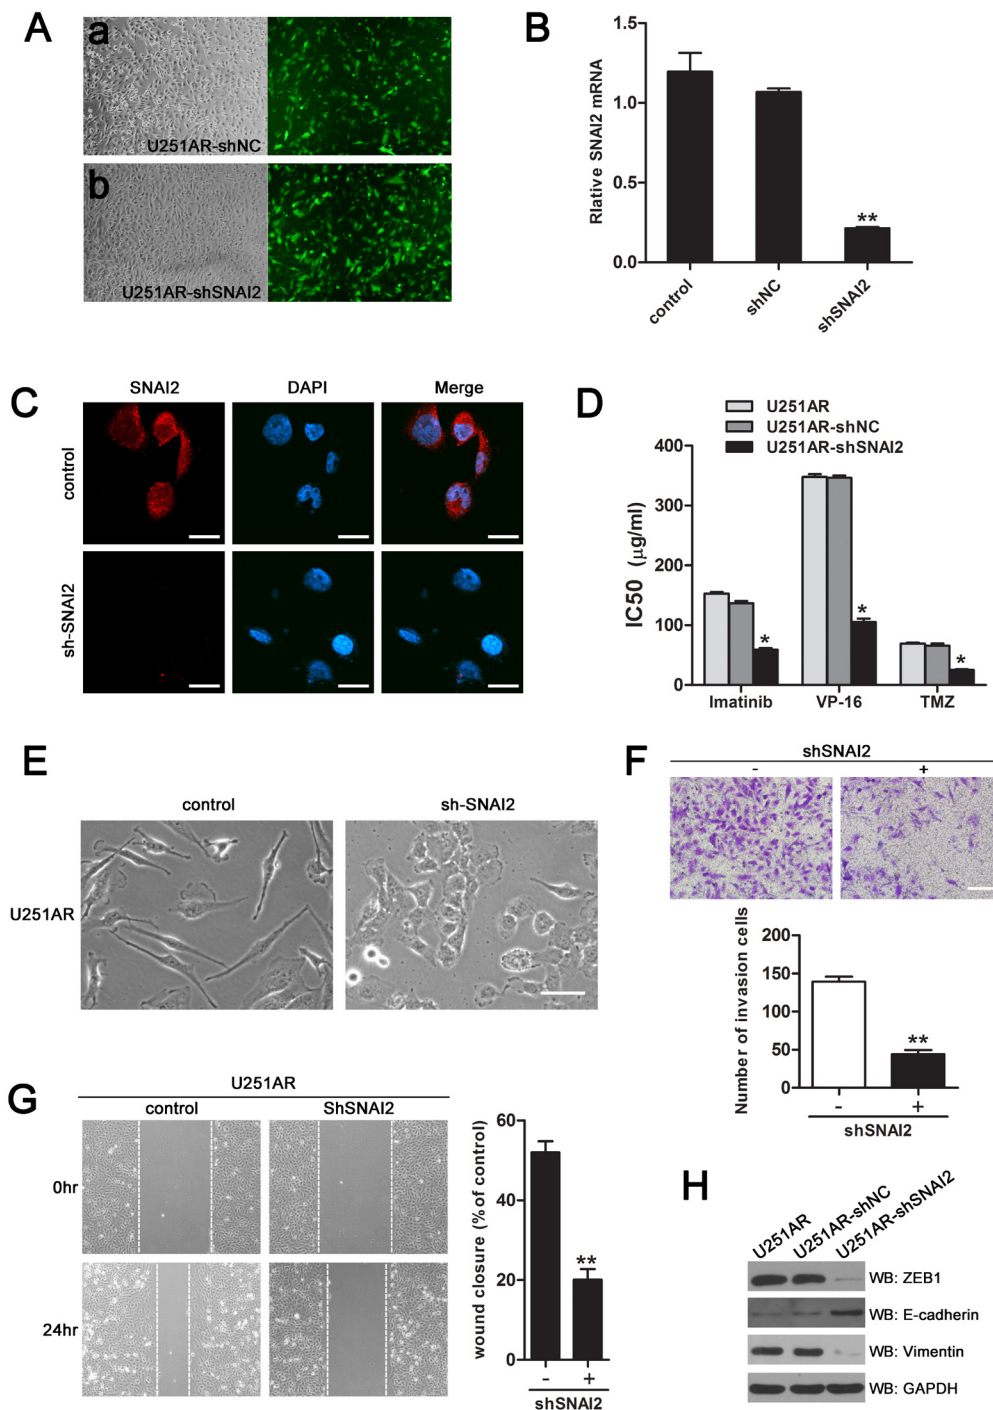 A
a
U251AR-shNC
b
U251AR-shSNAI2
B
Rlative SNAI2 mRNA
1.5
1.0
0.5
0.0
**
control
shNC
shSNAI2
C
SNAI2
DAPI
Merge
control
sh-SNAI2
D
U251AR
U251AR-shNC
U251AR-shSNAI2
IC50 (μg/ml)
400
300
200
100
0
*
*
*
Imatinib
VP-16
TMZ
E
control
sh-SNAI2
U251AR
F
shSNAI2
- +
Number of invasion cells
200
150
100
50
0
**
- +
shSNAI2
G
U251AR
control
ShSNAI2
0hr
24hr
wound closure (% of control)
60
40
20
0
**
- +
shSNAI2
H
U251AR
U251AR-shNC
U251AR-shSNAI2
WB: ZEB1
WB: E-cadherin
WB: Vimentin
WB: GAPDH